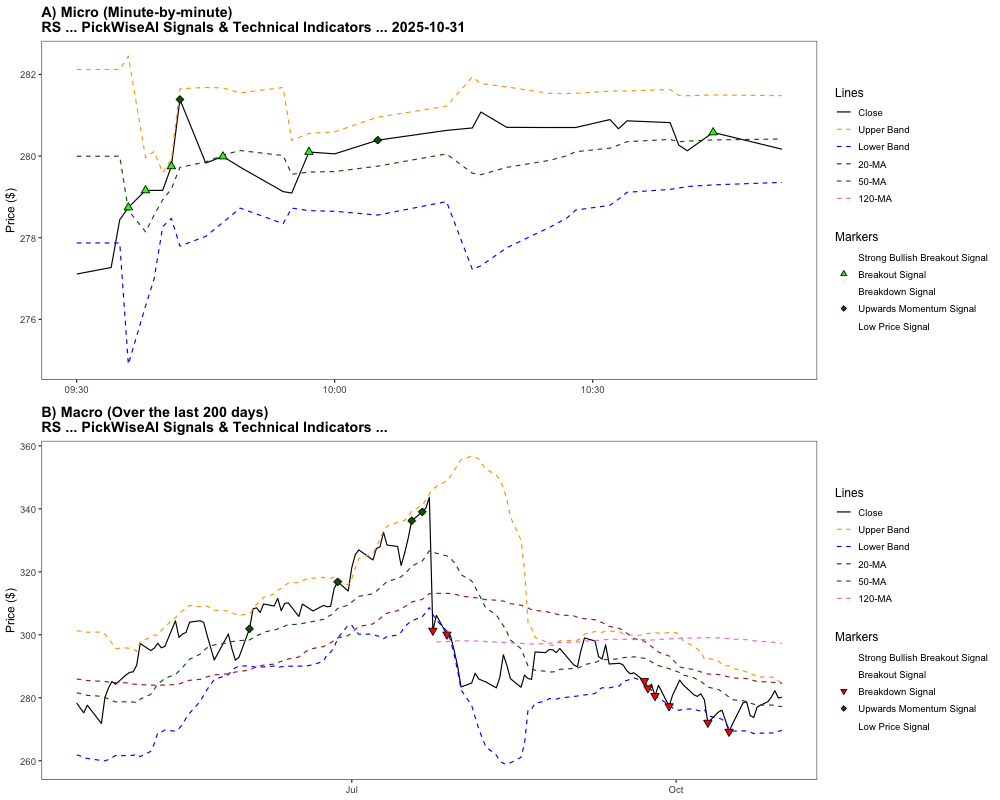 A) Micro (Minute-by-minute)
RS ... PickWiseAI Signals & Technical Indicators ... 2025-10-31
Price ($)
282
280
278
276
09:30
10:00
10:30
Lines
Close
Upper Band
Lower Band
20-MA
50-MA
120-MA
Markers
Strong Bullish Breakout Signal
Breakout Signal
Breakdown Signal
Upwards Momentum Signal
Low Price Signal
B) Macro (Over the last 200 days)
RS ... PickWiseAI Signals & Technical Indicators ...
Price ($)
360
340
320
300
280
260
Jul
Oct
Lines
Close
Upper Band
Lower Band
20-MA
50-MA
120-MA
Markers
Strong Bullish Breakout Signal
Breakout Signal
Breakdown Signal
Upwards Momentum Signal
Low Price Signal